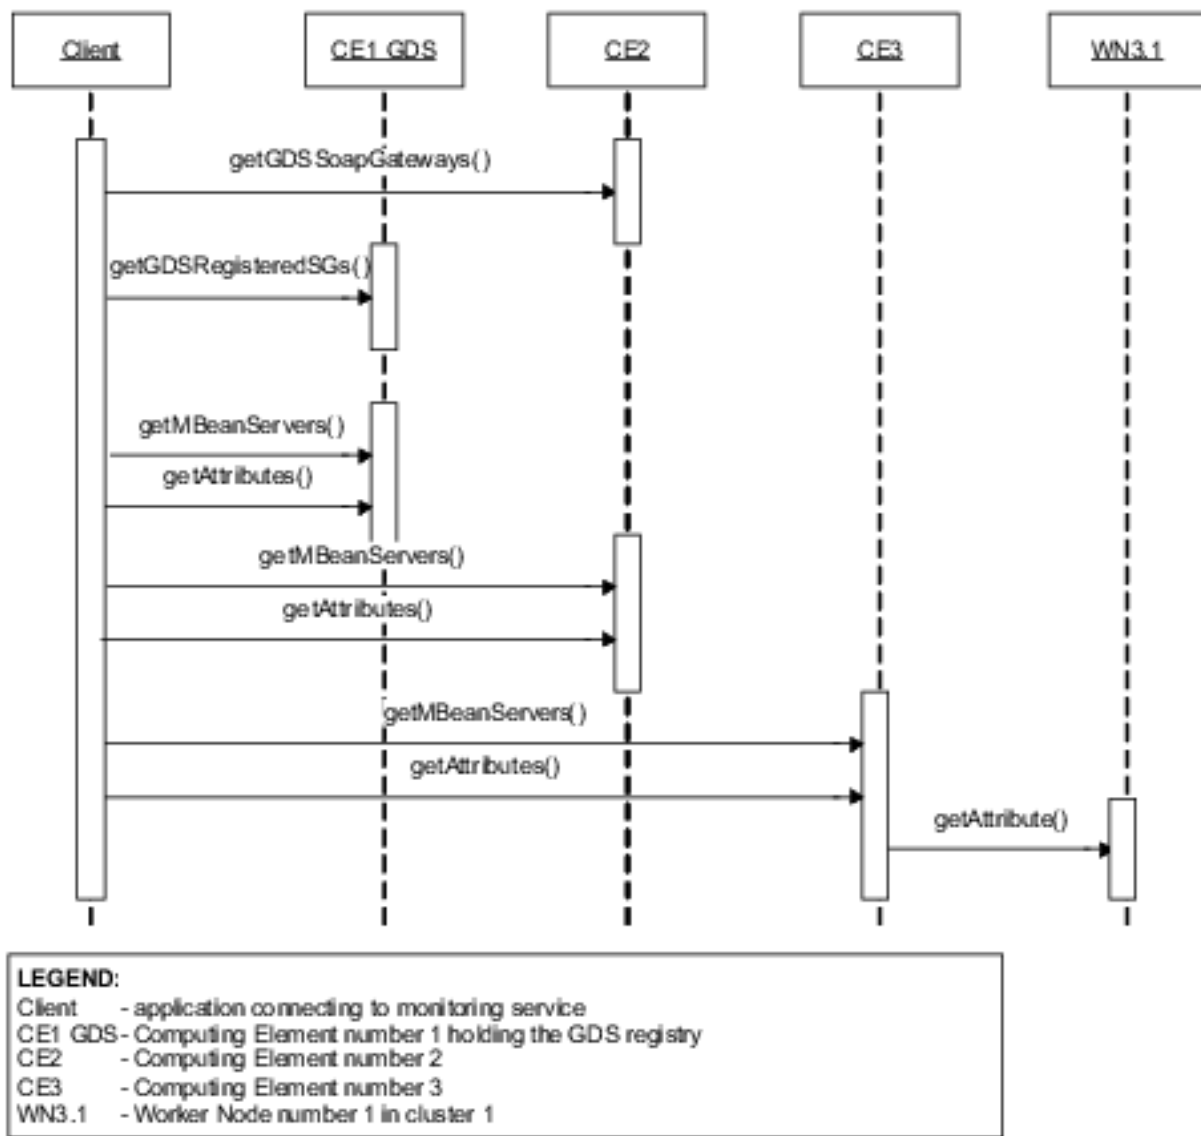 Client CE1 GDS CE2 CE3 WN3.1
getGDSSoapGateways()
getGDSRegisteredSGs()
getMBeanServers()
getAttributes()
getMBeanServers()
getAttributes()
getMBeanServers()
getAttributes()
getAttribute()
LEGEND:
Client - application connecting to monitoring service
CE1 GDS - Computing Element number 1 holding the GDS registry
CE2 - Computing Element number 2
CE3 - Computing Element number 3
WN3.1 - Worker Node number 1 in cluster 1